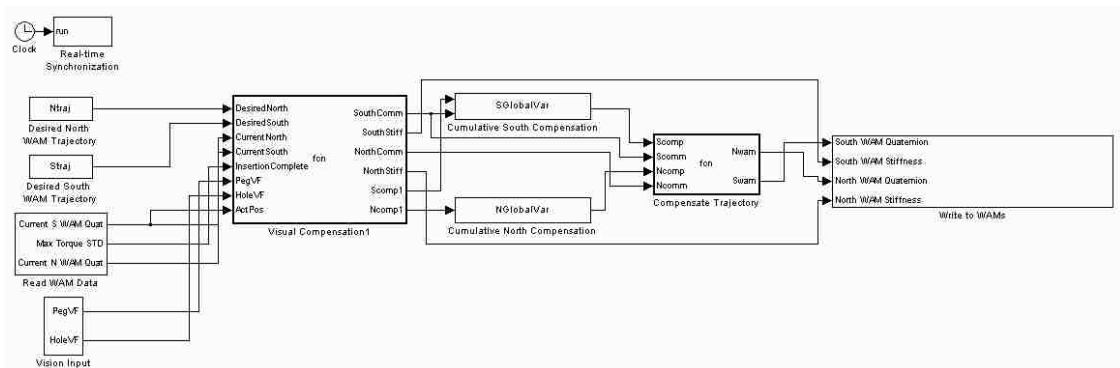 run
Clock
Real-time
Synchronization
Ntraj
Desired North
WAM Trajectory
Straj
Desired South
WAM Trajectory
Current S WAM Quat
Max Torque STD
Current N WAM Quat
Read WAM Data
PegVF
HoleVF
Vision Input
DesiredNorth
DesiredSouth
CurrentNorth
CurrentSouth
InsertionComplete
PegVF
HoleVF
ActPos
fcn
SouthComm
SouthStiff
NorthComm
NorthStiff
Scomp1
Ncomp1
Visual Compensation1
SGlobalVar
Cumulative South Compensation
NGlobalVar
Cumulative North Compensation
Scomp
Scomm
Ncomp
Ncomm
fcn
Nwam
Swam
Compensate Trajectory
South WAM Quaternion
South WAM Stiffness
North WAM Quaternion
North WAM Stiffness
Write to WAMs